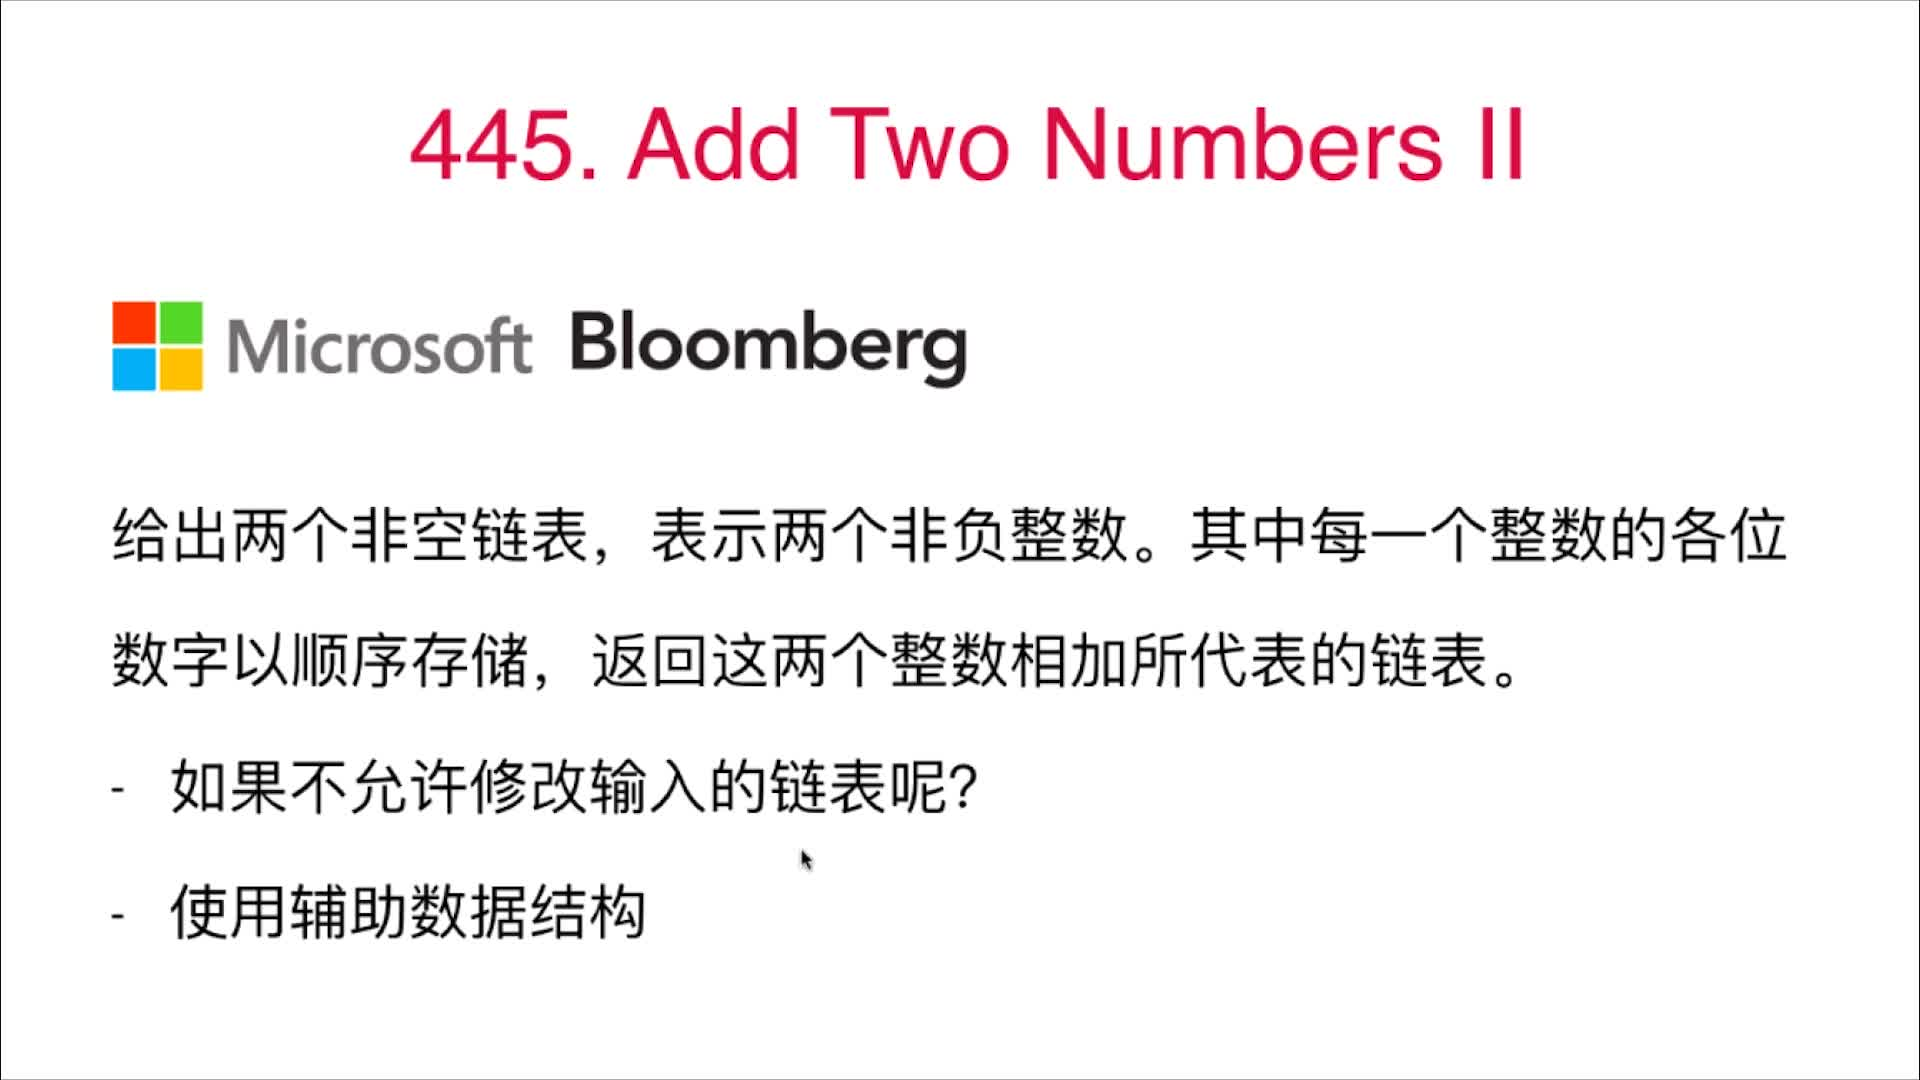 445. Add Two Numbers II
Microsoft Bloomberg
给出两个非空链表，表示两个非负整数。其中每一个整数的各位
数字以顺序存储，返回这两个整数相加所代表的链表。
- 如果不允许修改输入的链表呢？
- 使用辅助数据结构